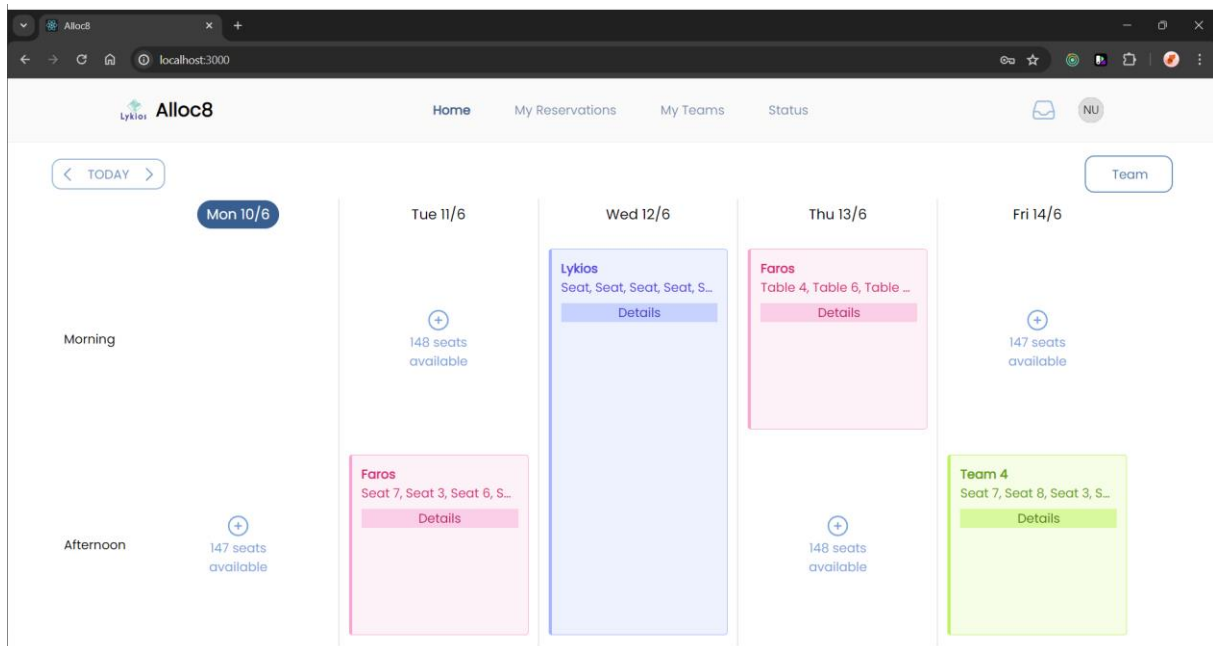 Alloc8
localhost:3000
Lykios Alloc8 Home My Reservations My Teams Status NU
TODAY Team
Mon 10/6 Tue 11/6 Wed 12/6 Thu 13/6 Fri 14/6
Morning
148 seats
available
Lykios
Seat, Seat, Seat, Seat, S...
Details
Faros
Table 4, Table 6, Table ...
Details
147 seats
available
Afternoon
147 seats
available
Faros
Seat 7, Seat 3, Seat 6, S...
Details
148 seats
available
Team 4
Seat 7, Seat 8, Seat 3, S...
Details